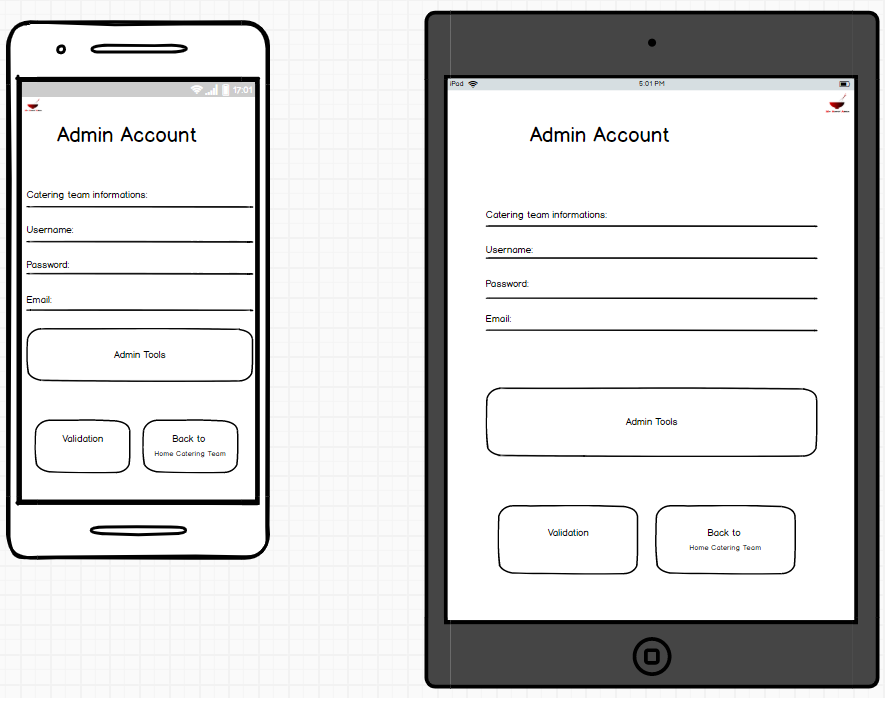 17:01
Admin Account
Catering team informations:
Username:
Password:
Email:
Admin Tools
Validation
Back to
Home Catering Team
iPad
5:01 PM
Admin Account
Catering team informations:
Username:
Password:
Email:
Admin Tools
Validation
Back to
Home Catering Team